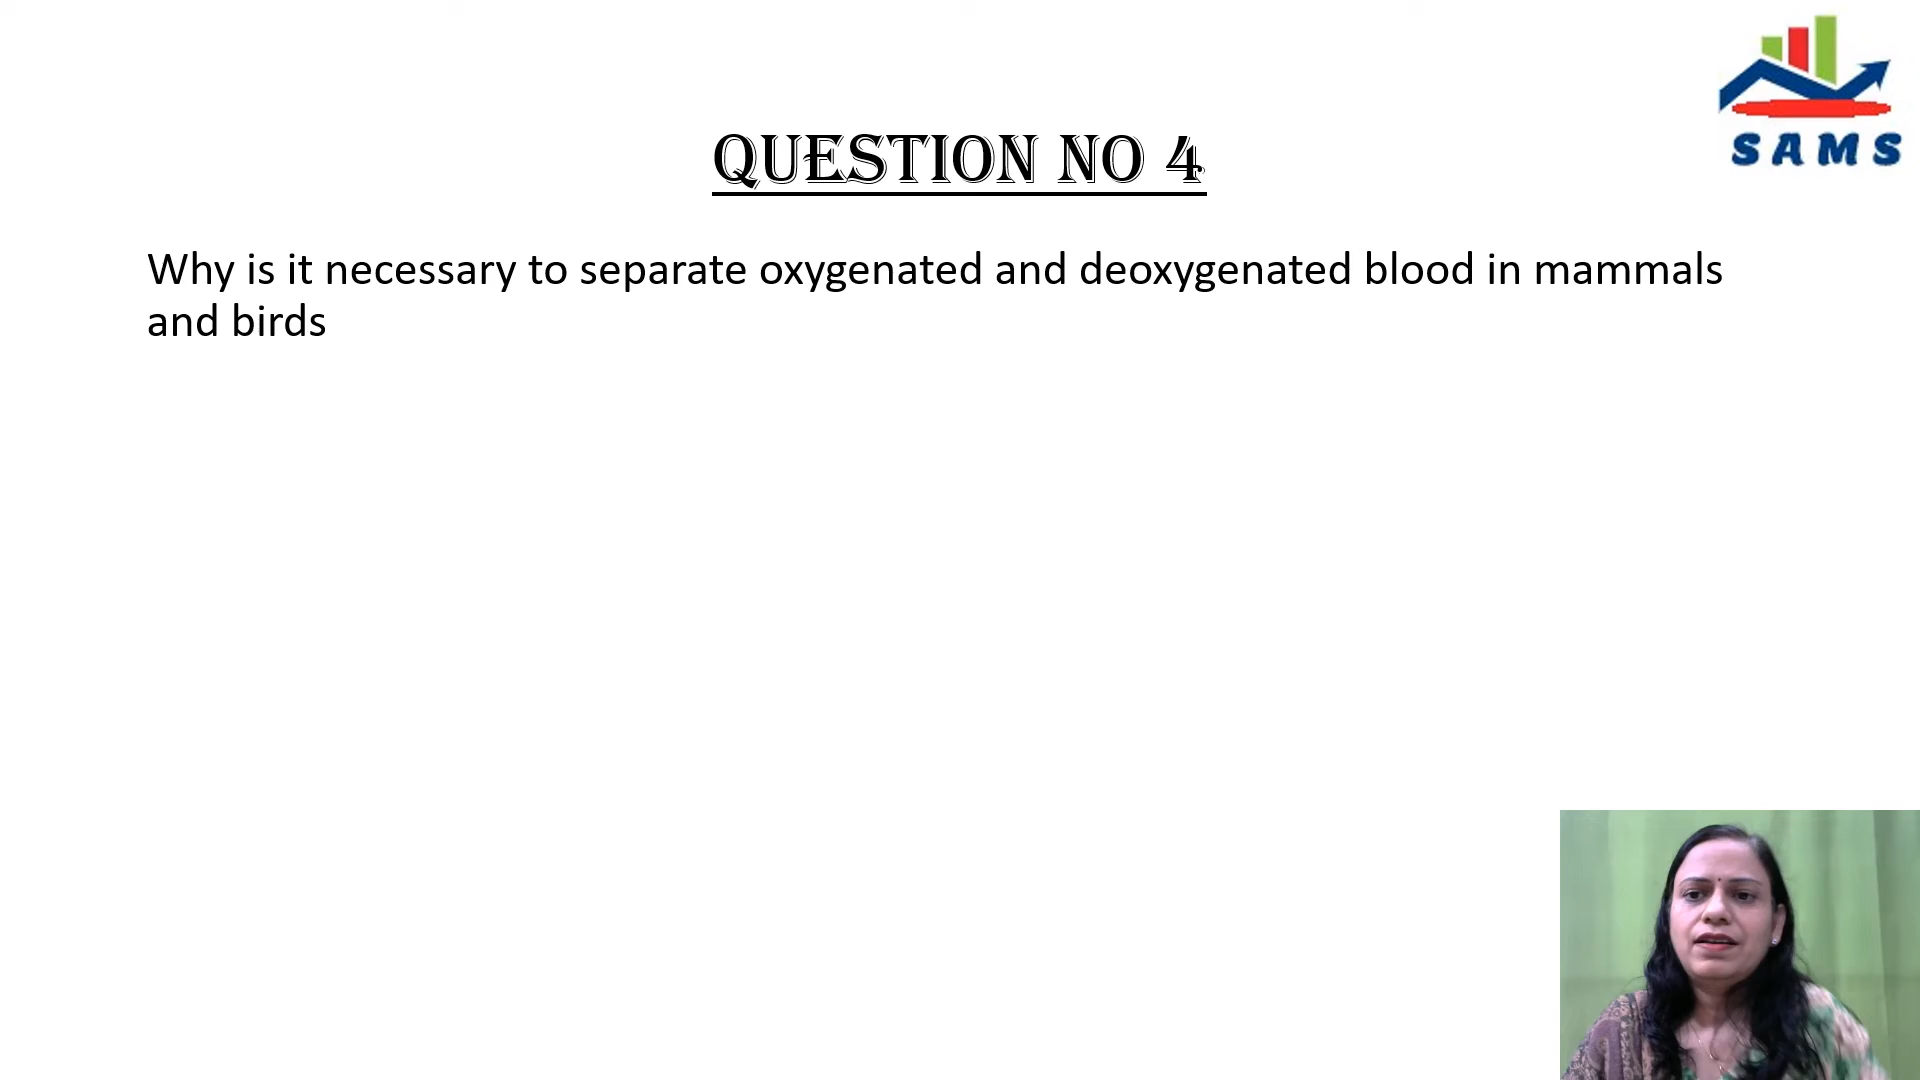 SAMS
QUESTION NO 4
Why is it necessary to separate oxygenated and deoxygenated blood in mammals
and birds